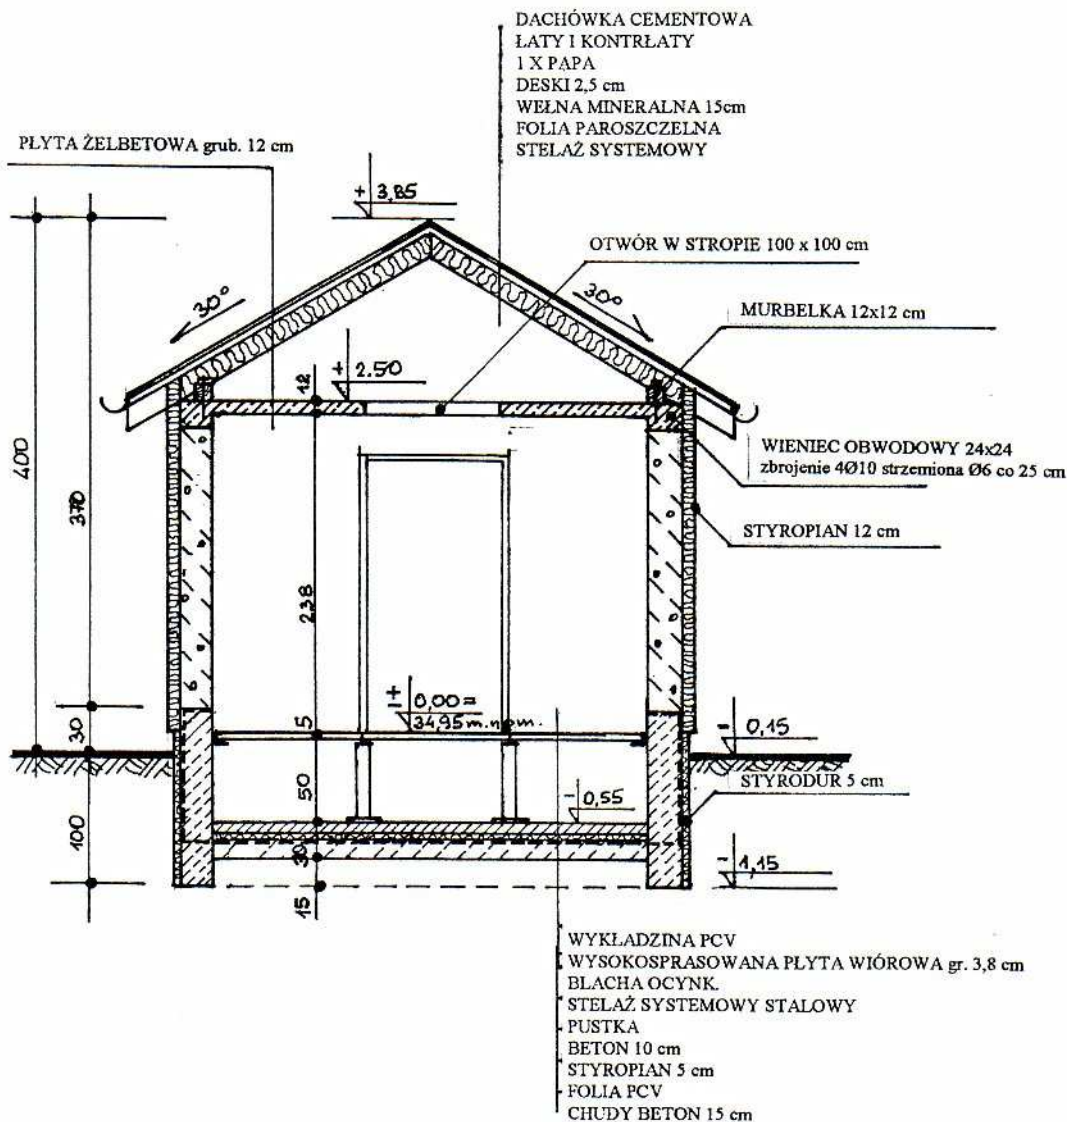 DACHÓWKA CEMENTOWA
ŁATY I KONTRŁATY
1 X PAPA
DESKI 2,5 cm
WEŁNA MINERALNA 15cm
FOLIA PAROSZCZELNA
STELAŻ SYSTEMOWY
PŁYTA ŻELBETOWA grub. 12 cm
+ 3,85
OTWÓR W STROPIE 100 x 100 cm
30°
30°
MURBELKA 12x12 cm
+ 2.50
12
WIENIEC OBWODOWY 24x24
zbrojenie 4Ø10 strzemiona Ø6 co 25 cm
400
370
STYROPIAN 12 cm
238
± 0,00=
34,95 m.npm.
30
5
- 0,15
50
- 0,55
STYRODUR 5 cm
100
30
- 1,15
15
WYKŁADZINA PCV
WYSOKOSPRASOWANA PŁYTA WIÓROWA gr. 3,8 cm
BLACHA OCYNK.
STELAŻ SYSTEMOWY STALOWY
PUSTKA
BETON 10 cm
STYROPIAN 5 cm
FOLIA PCV
CHUDY BETON 15 cm